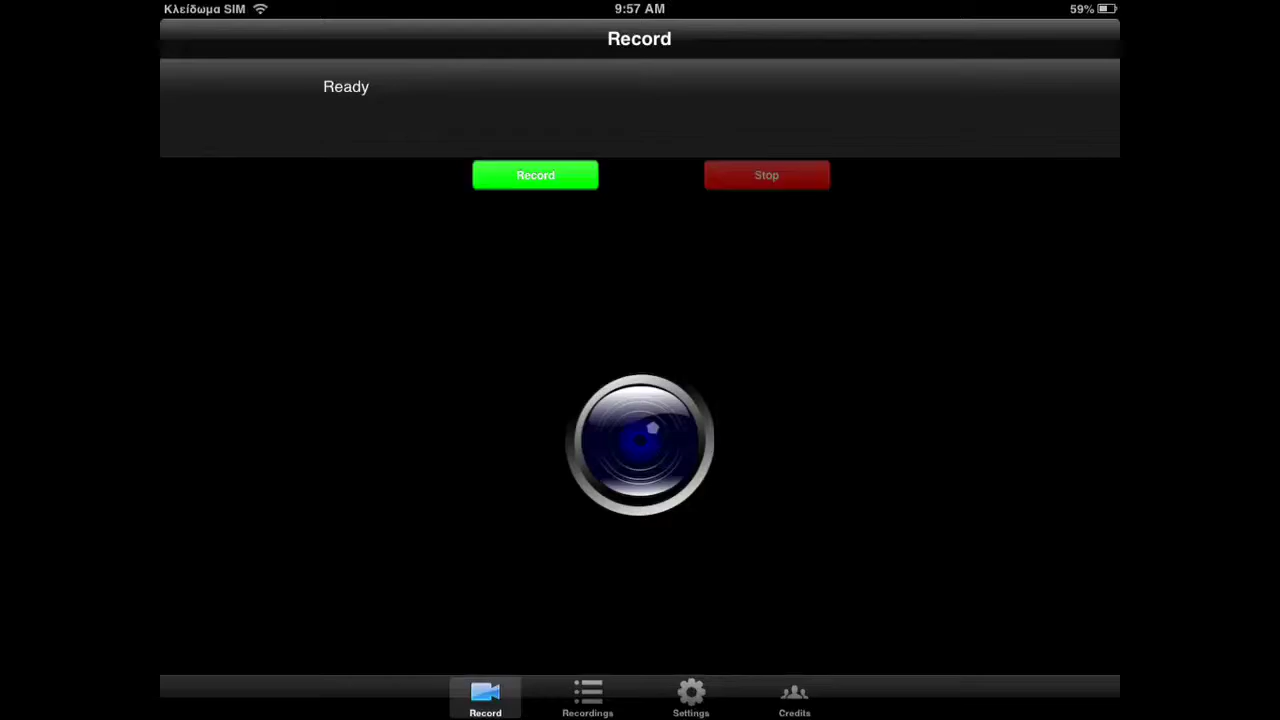 Κλείδωμα SIM 9:57 AM 59%
Record
Ready
Record Stop
Record Recordings Settings Credits